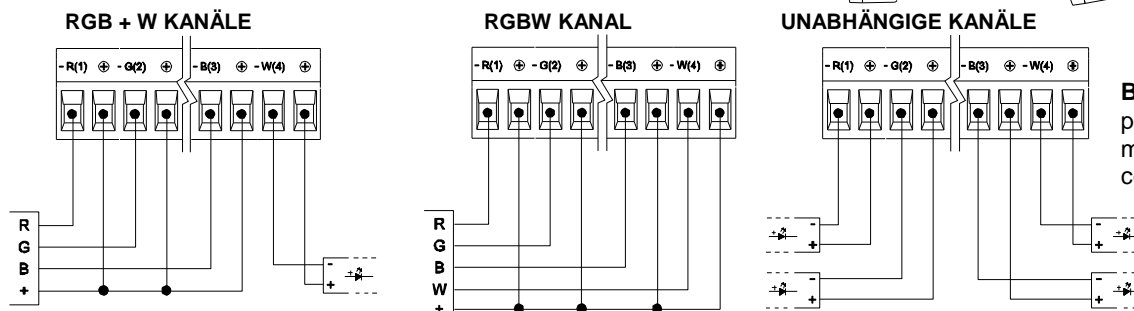 RGB + W KANÄLE
- R(1) ⊕ - G(2) ⊕ - B(3) ⊕ - W(4) ⊕
R
G
B
+
-
+
+
RGBW KANAL
- R(1) ⊕ - G(2) ⊕ - B(3) ⊕ - W(4) ⊕
R
G
B
W
+
UNABHÄNGIGE KANÄLE
- R(1) ⊕ - G(2) ⊕ - B(3) ⊕ - W(4) ⊕
+
-
+
+
-
+
-
+
+
-
+
+
B
p
m